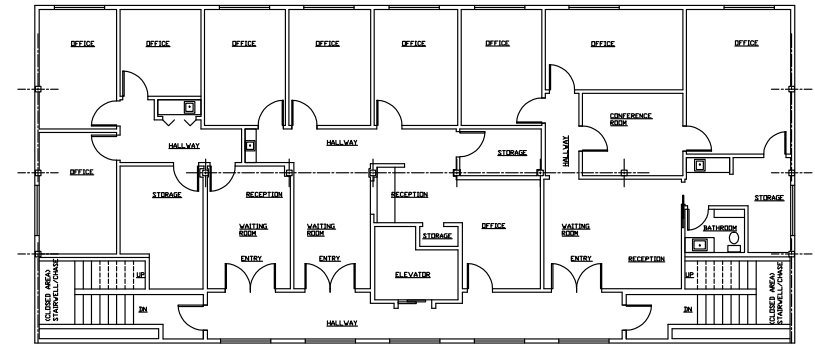 OFFICE
OFFICE
OFFICE
OFFICE
OFFICE
OFFICE
OFFICE
OFFICE
CONFERENCE
ROOM
HALLWAY
HALLWAY
STORAGE
HALLWAY
OFFICE
STORAGE
RECEPTION
RECEPTION
STORAGE
WAITING
ROOM
WAITING
ROOM
STORAGE
OFFICE
WAITING
ROOM
BATHROOM
ENTRY
ENTRY
ENTRY
RECEPTION
ELEVATOR
UP
UP
(CLOSED AREA)
STAIRWELL/CHASE
(CLOSED AREA)
STAIRWELL/CHASE
DN
DN
HALLWAY